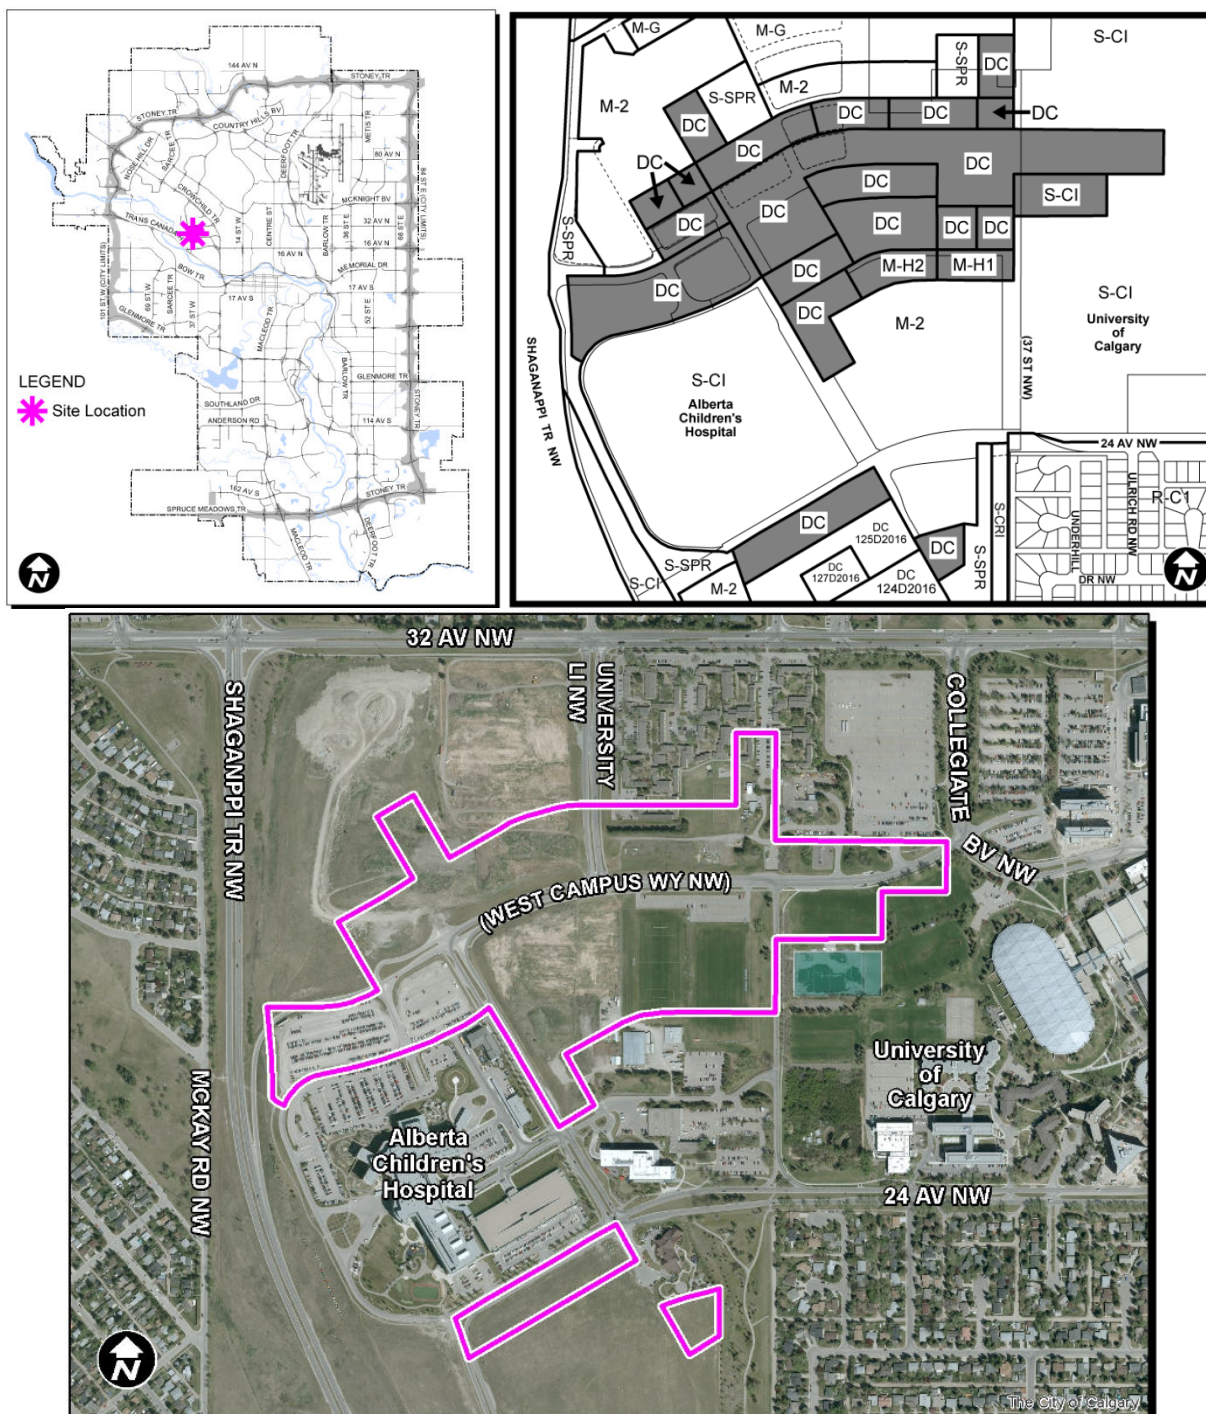 144 AV N
STONEY TR
STONEY TR
COUNTRY HILLS BV
SARCEE TR
ROSE HILL DR
DEERFOOT TR
METIS TR
80 AV N
CROWCHILD TR
MCKNIGHT BV
84 ST E (CITY LIMITS)
TRANS CANADA
14 ST W
CENTRE ST
BARLOW TR
36 ST E
32 AV N
68 ST E
16 AV N
16 AV N
MEMORIAL DR
BOW TR
101 ST W (CITY LIMITS)
69 ST W
SARCEE TR
37 ST W
17 AV S
17 AV S
52 ST E
GLENMORE TR
MACLEOD TR
BARLOW TR
GLENMORE TR
LEGEND
Site Location
SOUTHLAND DR
ANDERSON RD
114 AV S
STONEY TR
162 AV S
STONEY TR
SPRUCE MEADOWS TR
MACLEOD TR
DEERFOOT TR
N
M-G
M-G
S-CI
S-SPR
DC
M-2
S-SPR
M-2
DC
DC
DC
DC
DC
DC
DC
DC
DC
S-CI
DC
DC
DC
DC
DC
S-SPR
DC
M-H2
M-H1
DC
DC
M-2
S-CI
University
of
Calgary
(37 ST NW)
SHAGANAPPI TR NW
S-CI
Alberta
Children's
Hospital
24 AV NW
ULRICH RD NW
R-C1
UNDERHILL
DR NW
DC
DC
125D2016
DC
S-CRI
S-SPR
S-SPR
S-CI
M-2
DC
127D2016
DC
124D2016
N
32 AV NW
SHAGANPPI TR NW
UNIVERSITY
LI NW
COLLEGIATE
BV NW
(WEST CAMPUS WY NW)
MCKAY RD NW
University
of
Calgary
Alberta
Children's
Hospital
24 AV NW
N
The City of Calgary